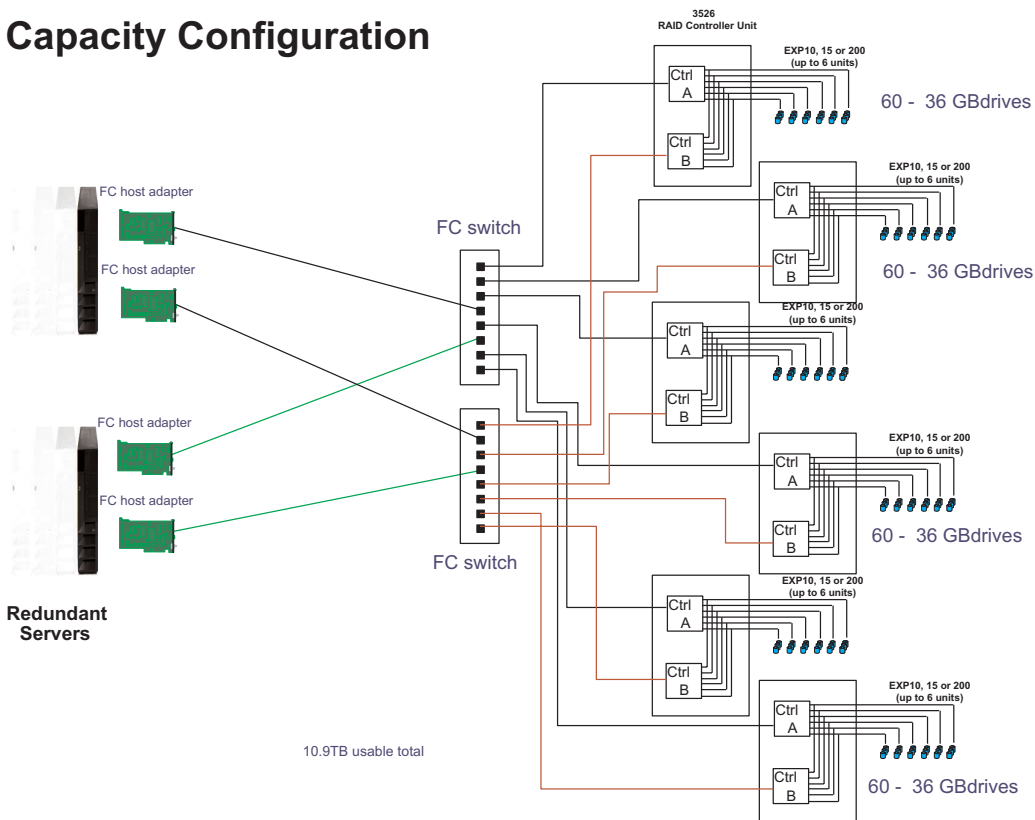 Capacity Configuration
3526
RAID Controller Unit
EXP10, 15 or 200
(up to 6 units)
Ctrl
A
Ctrl
B
60 - 36 GBdrives
EXP10, 15 or 200
(up to 6 units)
Ctrl
A
Ctrl
B
60 - 36 GBdrives
FC host adapter
FC host adapter
FC switch
EXP10, 15 or 200
(up to 6 units)
Ctrl
A
Ctrl
B
FC host adapter
FC host adapter
FC switch
EXP10, 15 or 200
(up to 6 units)
Ctrl
A
Ctrl
B
60 - 36 GBdrives
Redundant
Servers
EXP10, 15 or 200
(up to 6 units)
Ctrl
A
Ctrl
B
EXP10, 15 or 200
(up to 6 units)
Ctrl
A
Ctrl
B
60 - 36 GBdrives
10.9TB usable total